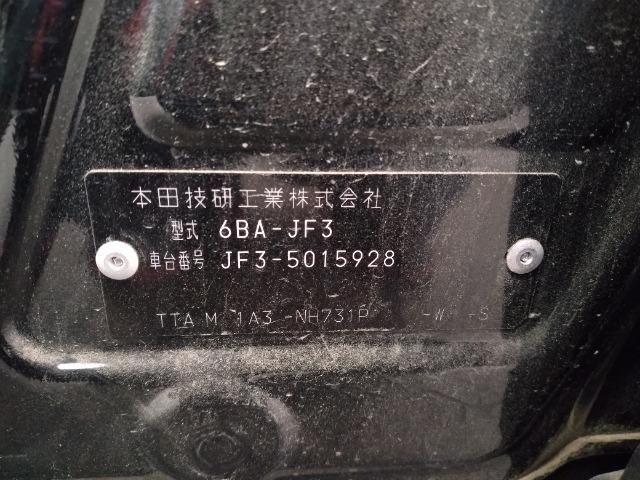 本田技研工業株式会社
型式 6BA-JF3
車台番号 JF3-5015928
TTA M 1A3 -NH731P -W -S